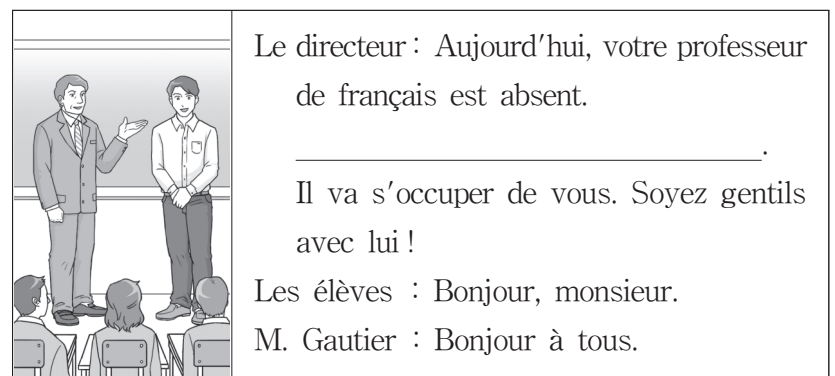 Le directeur : Aujourd'hui, votre professeur
de français est absent.
______________________________.
Il va s'occuper de vous. Soyez gentils
avec lui !
Les élèves : Bonjour, monsieur.
M. Gautier : Bonjour à tous.